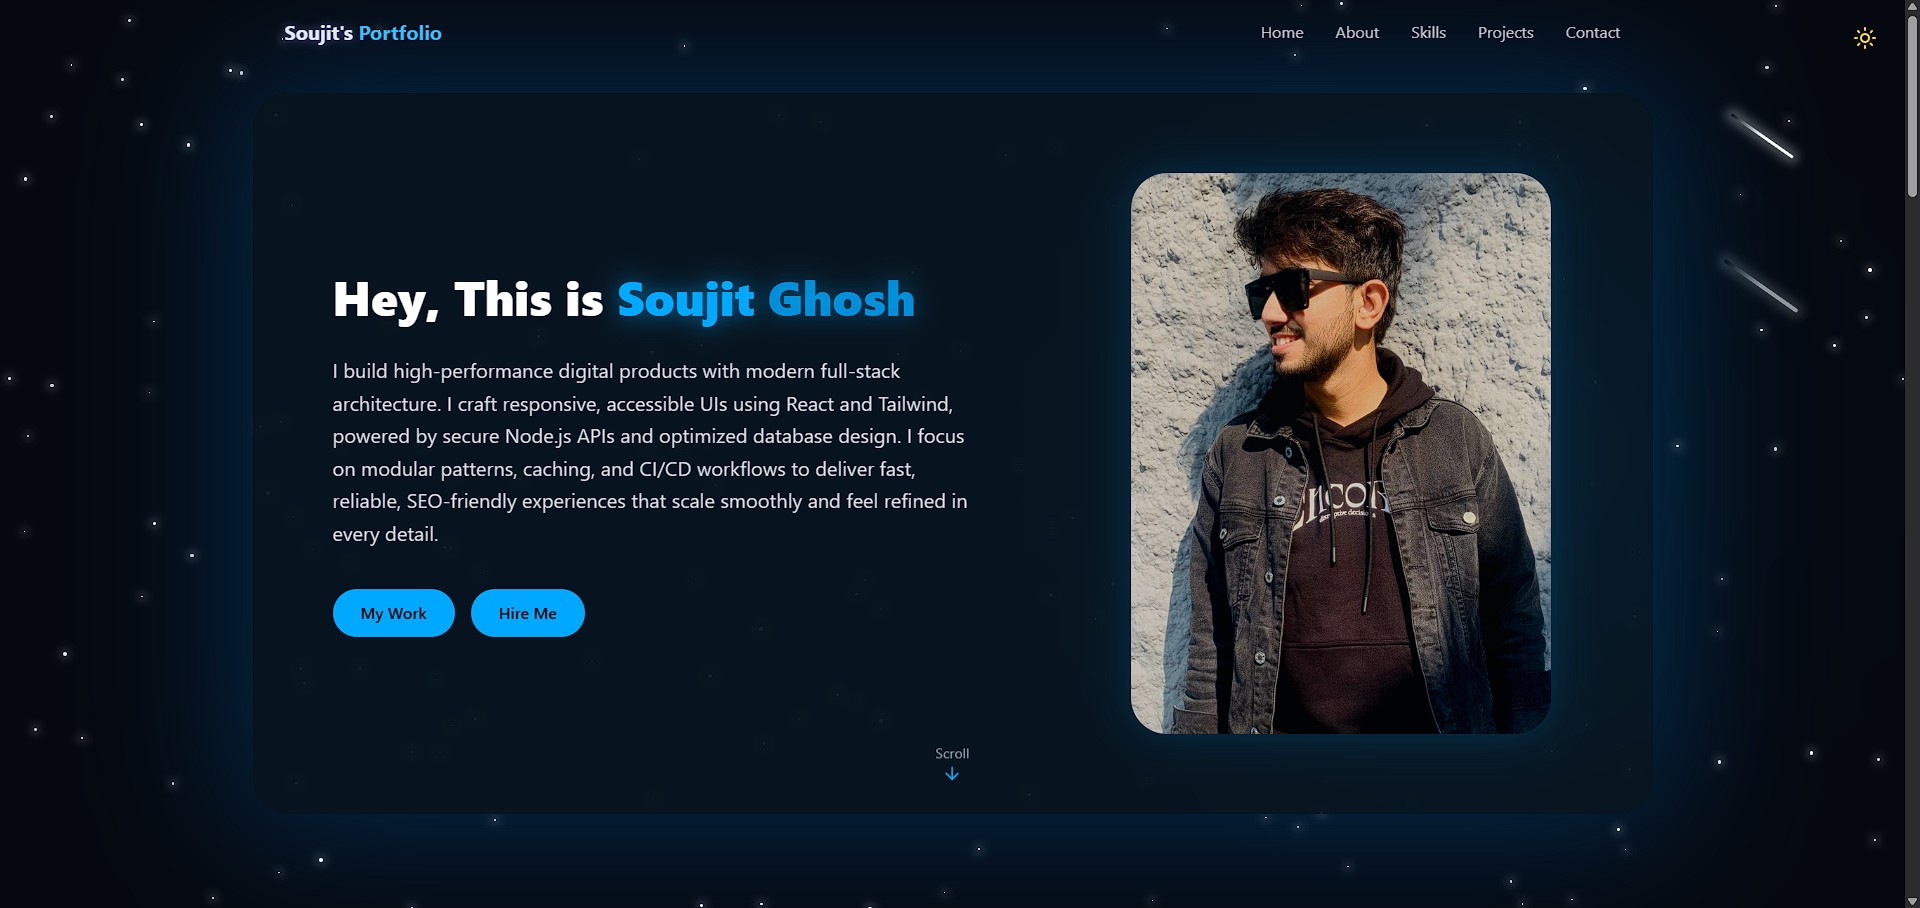 Soujit's Portfolio
Home About Skills Projects Contact
Hey, This is Soujit Ghosh
I build high-performance digital products with modern full-stack
architecture. I craft responsive, accessible UIs using React and Tailwind,
powered by secure Node.js APIs and optimized database design. I focus
on modular patterns, caching, and CI/CD workflows to deliver fast,
reliable, SEO-friendly experiences that scale smoothly and feel refined in
every detail.
My Work Hire Me
Scroll